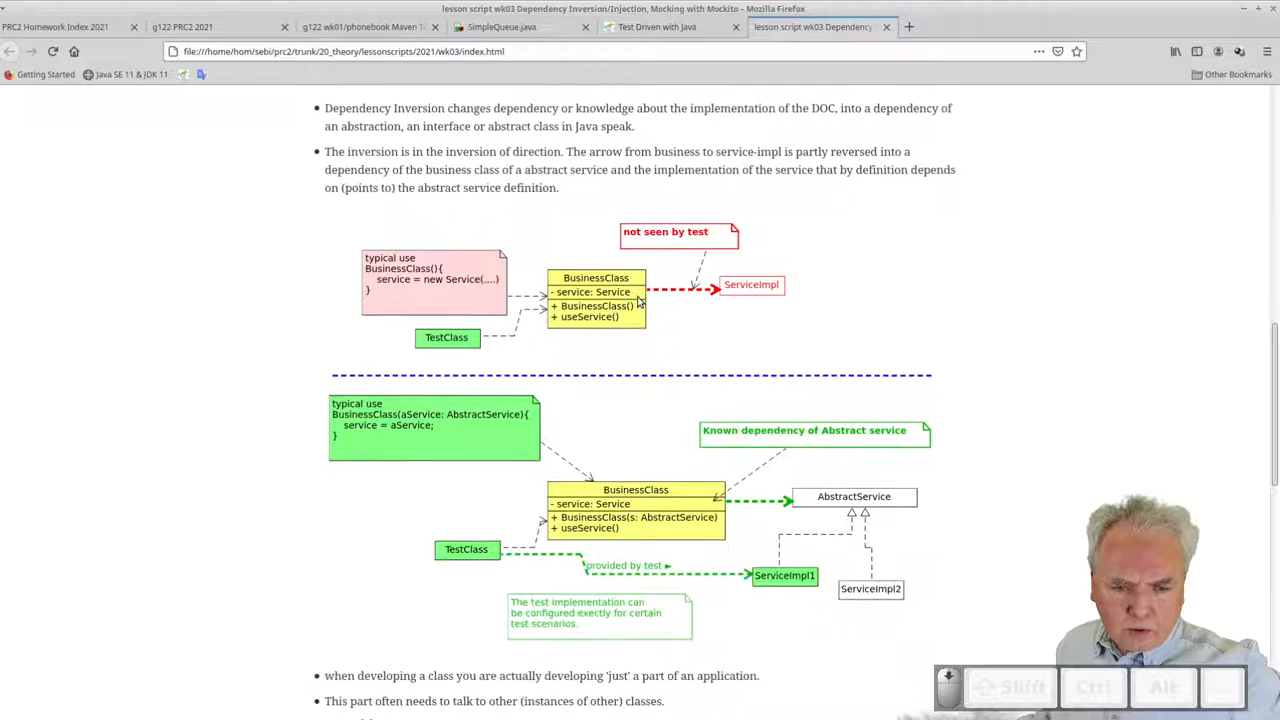 lesson script wk03 Dependency Inversion/Injection, Mocking with Mockito - Mozilla Firefox
PRC2 Homework Index/2021
g122 PRC2 2021
g122 wk01/phonebook Maven T
SimpleQueue.java
Test Driven with Java
lesson script wk03 Dependency
file:///home/hom/sebi/prc2/trunk/20_theory/lessonscripts/2021/wk03/index.html
Getting Started
Java SE 11 & JDK 11
Other Bookmarks
Dependency Inversion changes dependency or knowledge about the implementation of the DOC, into a dependency of
an abstraction, an interface or abstract class in Java speak.
The inversion is in the inversion of direction. The arrow from business to service-impl is partly reversed into a
dependency of the business class of a abstract service and the implementation of the service that by definition depends
on (points to) the abstract service definition.
not seen by test
typical use
BusinessClass(){
service = new Service(....)
}
BusinessClass
- service: Service
+ BusinessClass()
+ useService()
ServiceImpl
TestClass
typical use
BusinessClass(aService: AbstractService){
service = aService;
}
Known dependency of Abstract service
BusinessClass
- service: Service
+ BusinessClass(s: AbstractService)
+ useService()
AbstractService
TestClass
provided by test ►
ServiceImpl1
ServiceImpl2
The test implementation can
be configured exectly for certain
test scenarios.
when developing a class you are actually developing 'just' a part of an application.
This part often needs to talk to other (instances of other) classes.
Shift
Ctrl
Alt